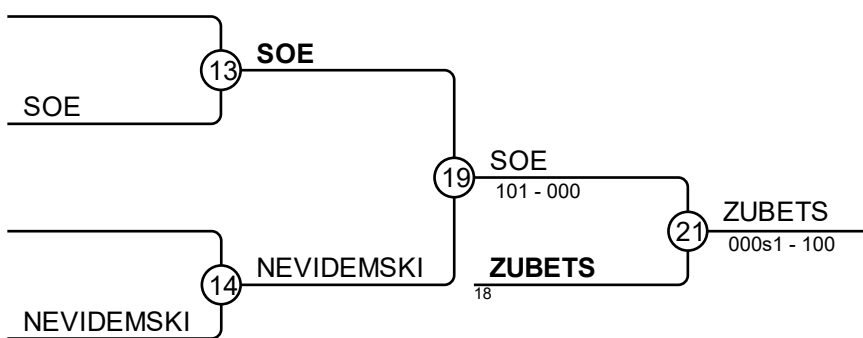 SOE
13
SOE
NEVIDEMSKI
14
NEVIDEMSKI
19
SOE
101 - 000
ZUBETS
18
21
ZUBETS
000s1 - 100